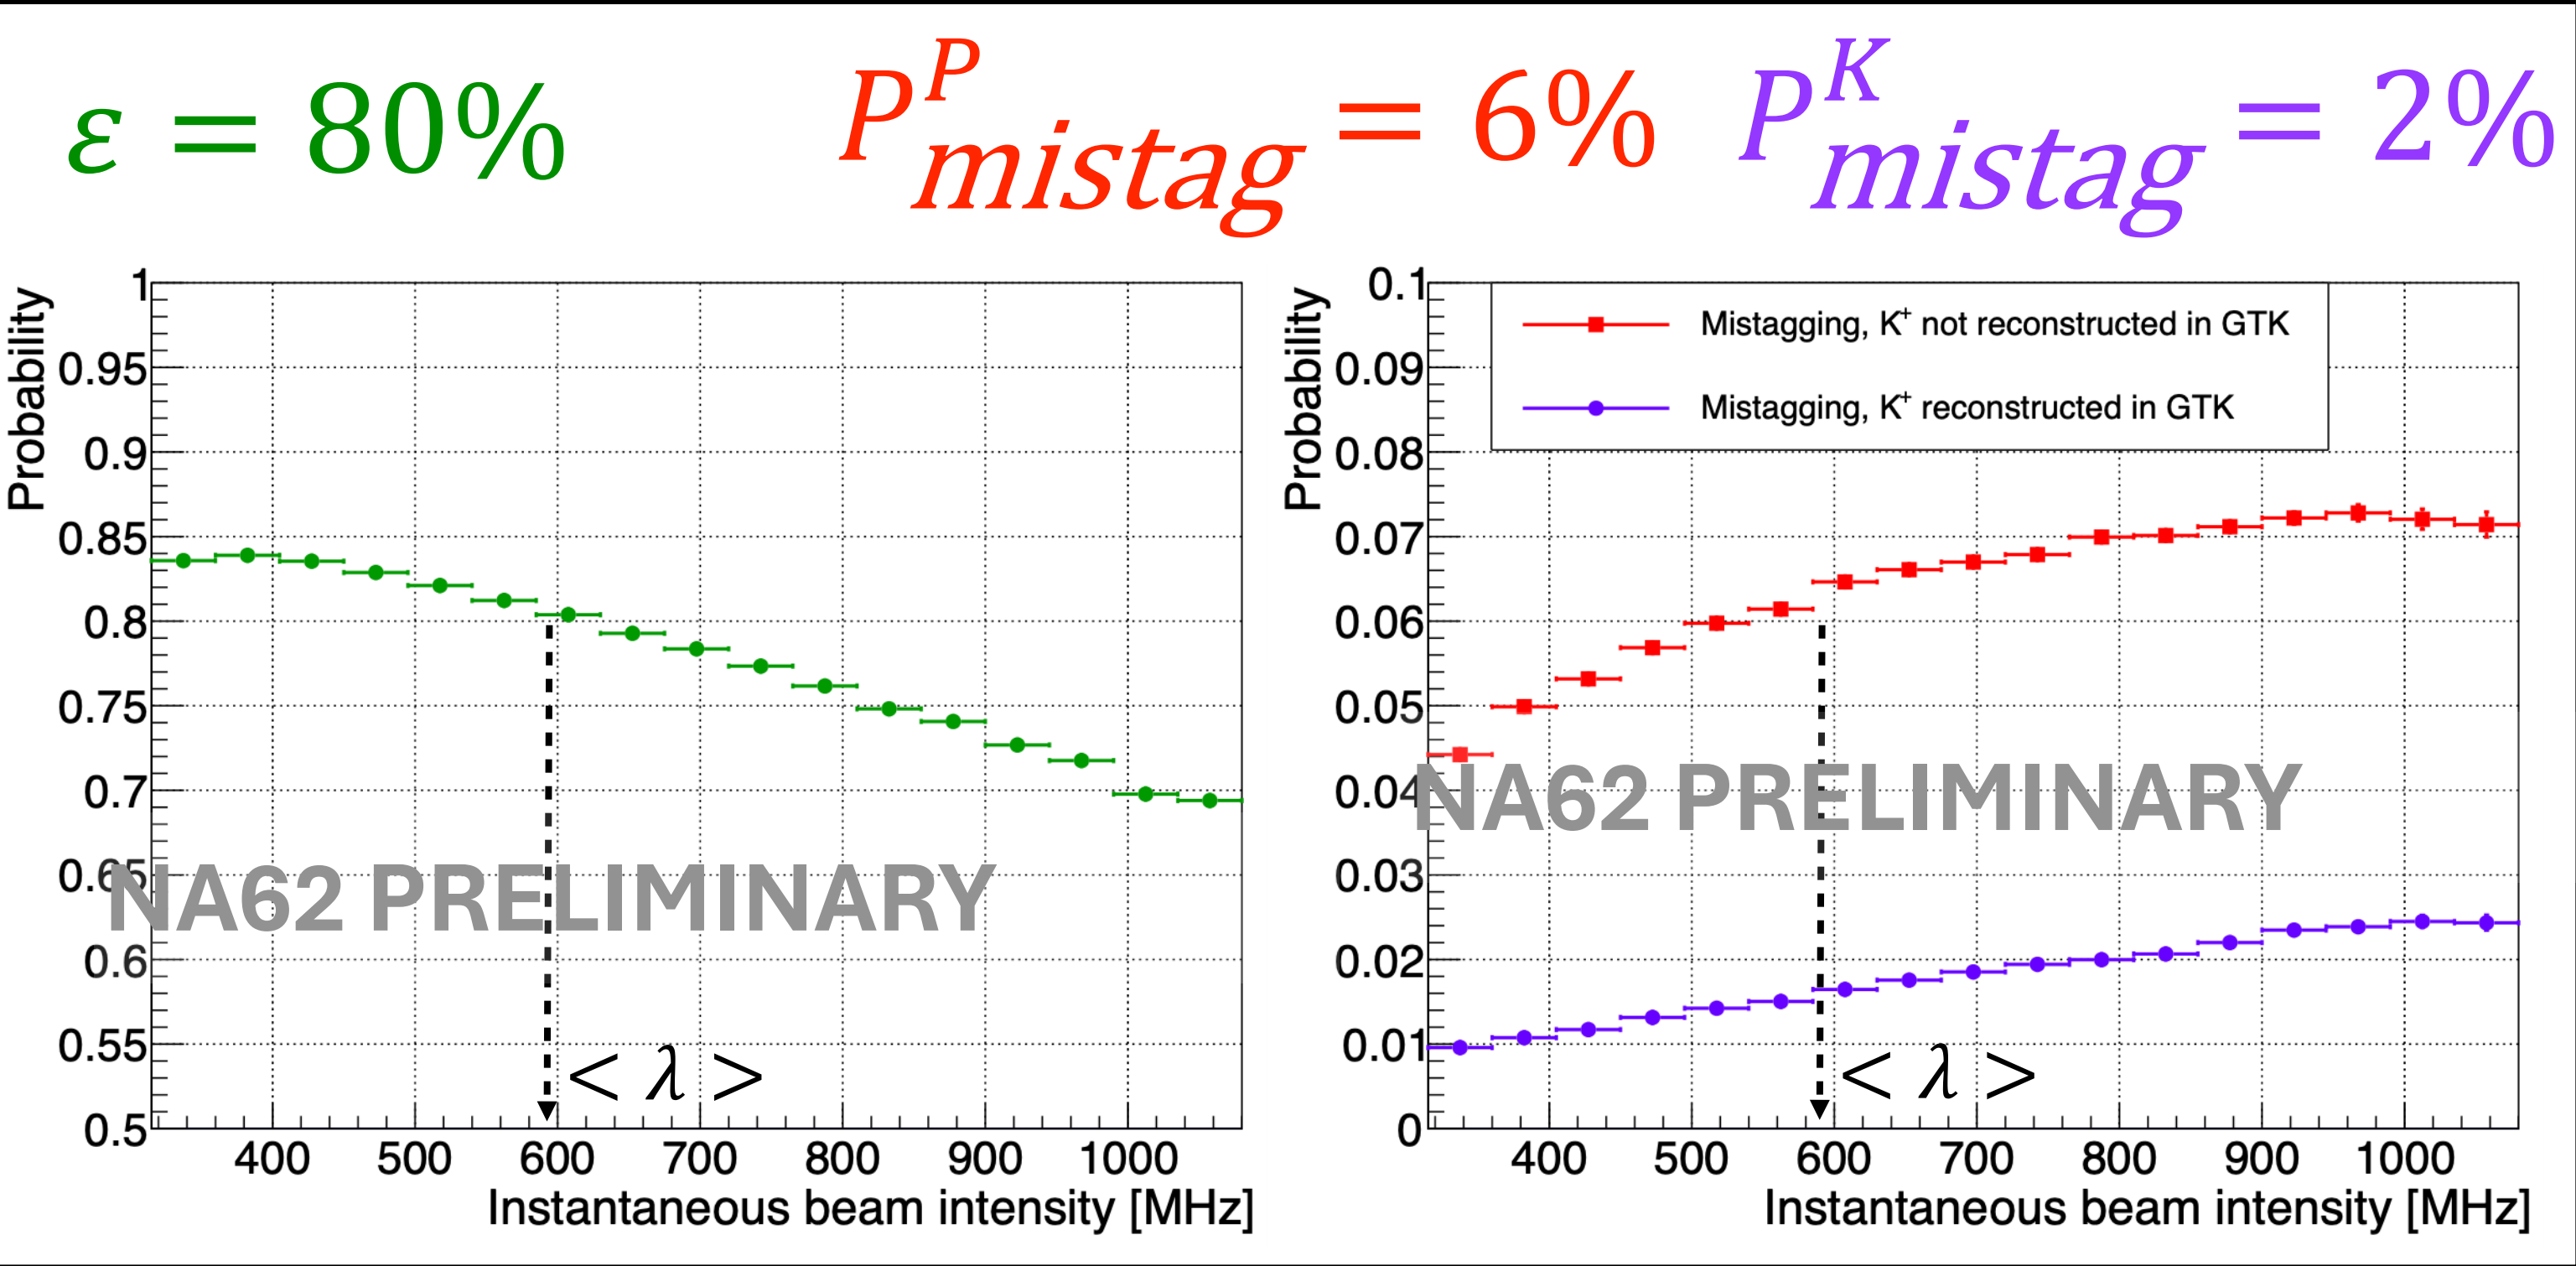 ε = 80%
P^P_mistag = 6%
P^K_mistag = 2%
Probability
1
0.95
0.9
0.85
0.8
0.75
0.7
0.65
0.6
0.55
0.5
NA62 PRELIMINARY
< λ >
400 500 600 700 800 900 1000
Instantaneous beam intensity [MHz]
Probability
0.1
0.09
0.08
0.07
0.06
0.05
0.04
0.03
0.02
0.01
0
Mistagging, K⁺ not reconstructed in GTK
Mistagging, K⁺ reconstructed in GTK
NA62 PRELIMINARY
< λ >
400 500 600 700 800 900 1000
Instantaneous beam intensity [MHz]